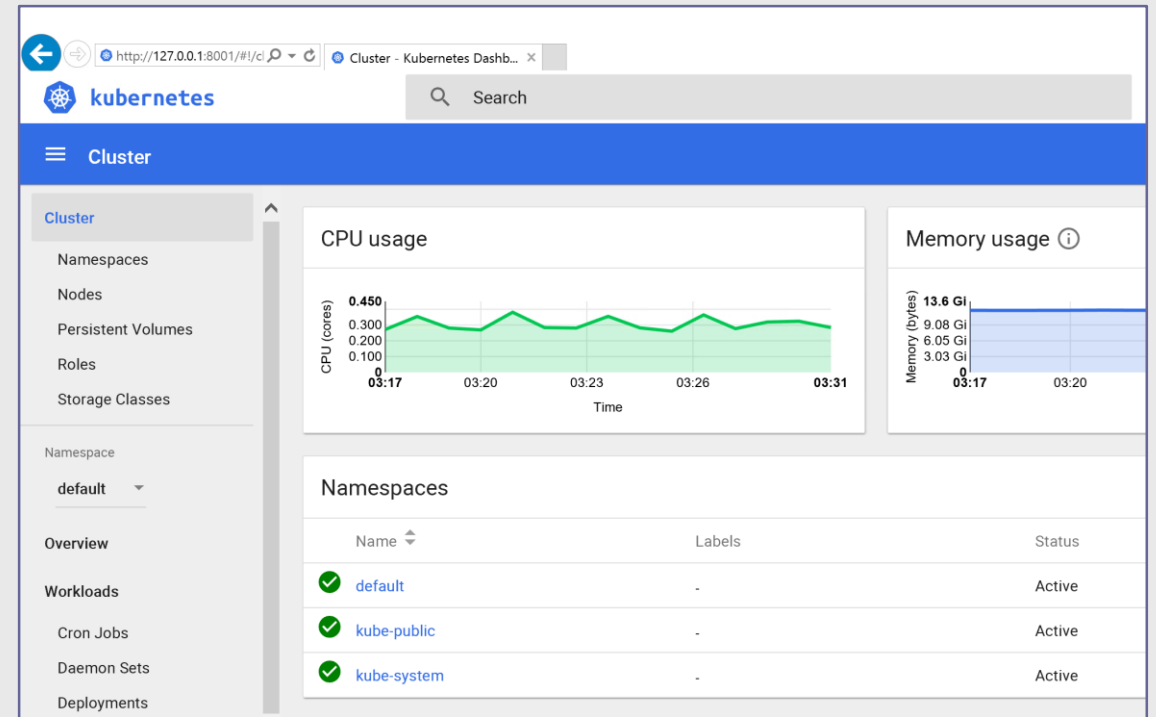 http://127.0.0.1:8001/#!/cl
Cluster - Kubernetes Dashb...
kubernetes
Search
Cluster
Cluster
Namespaces
Nodes
Persistent Volumes
Roles
Storage Classes
Namespace
default
Overview
Workloads
Cron Jobs
Daemon Sets
Deployments
CPU usage
CPU (cores)
0.450
0.300
0.200
0.100
0
03:17 03:20 03:23 03:26 03:31
Time
Memory usage
Memory (bytes)
13.6 Gi
9.08 Gi
6.05 Gi
3.03 Gi
0
03:17 03:20
Namespaces
Name Labels Status
default - Active
kube-public - Active
kube-system - Active